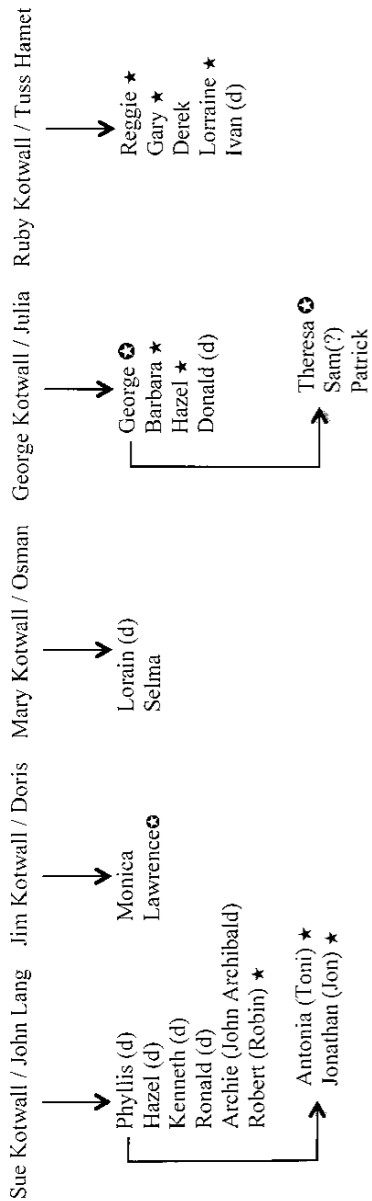 Sue Kotwall / John Lang
Phyllis (d)
Hazel (d)
Kenneth (d)
Ronald (d)
Archie (John Archibald)
Robert (Robin) ★
Antonia (Toni) ★
Jonathan (Jon) ★
Jim Kotwall / Doris
Monica
Lawrence✪
Mary Kotwall / Osman
Lorain (d)
Selma
George Kotwall / Julia
George ✪
Barbara ★
Hazel ★
Donald (d)
Theresa ✪
Sam(?)
Patrick
Ruby Kotwall / Tuss Hamet
Reggie ★
Gary ★
Derek
Lorraine ★
Ivan (d)